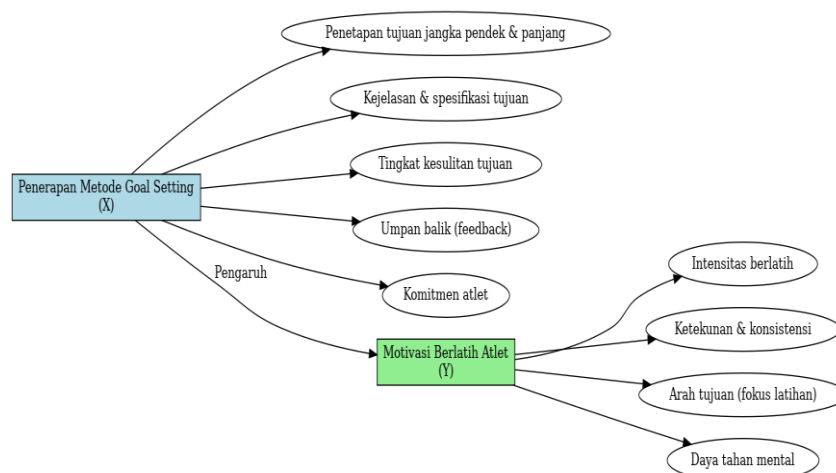 Penetapan tujuan jangka pendek & panjang
Kejelasan & spesifikasi tujuan
Tingkat kesulitan tujuan
Penerapan Metode Goal Setting
(X)
Umpan balik (feedback)
Intensitas berlatih
Pengaruh
Komitmen atlet
Ketekunan & konsistensi
Motivasi Berlatih Atlet
(Y)
Arah tujuan (fokus latihan)
Daya tahan mental